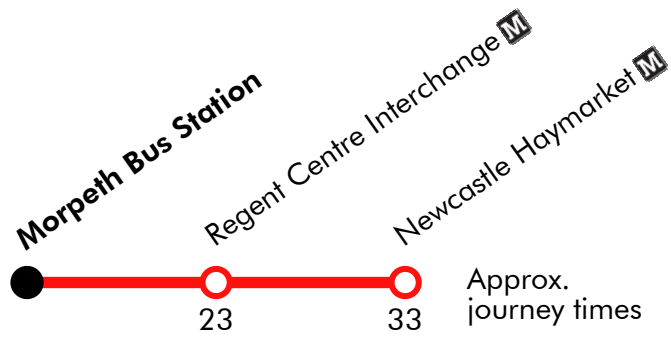 Morpeth Bus Station
Regent Centre Interchange M
Newcastle Haymarket M
23
33
Approx.
journey times